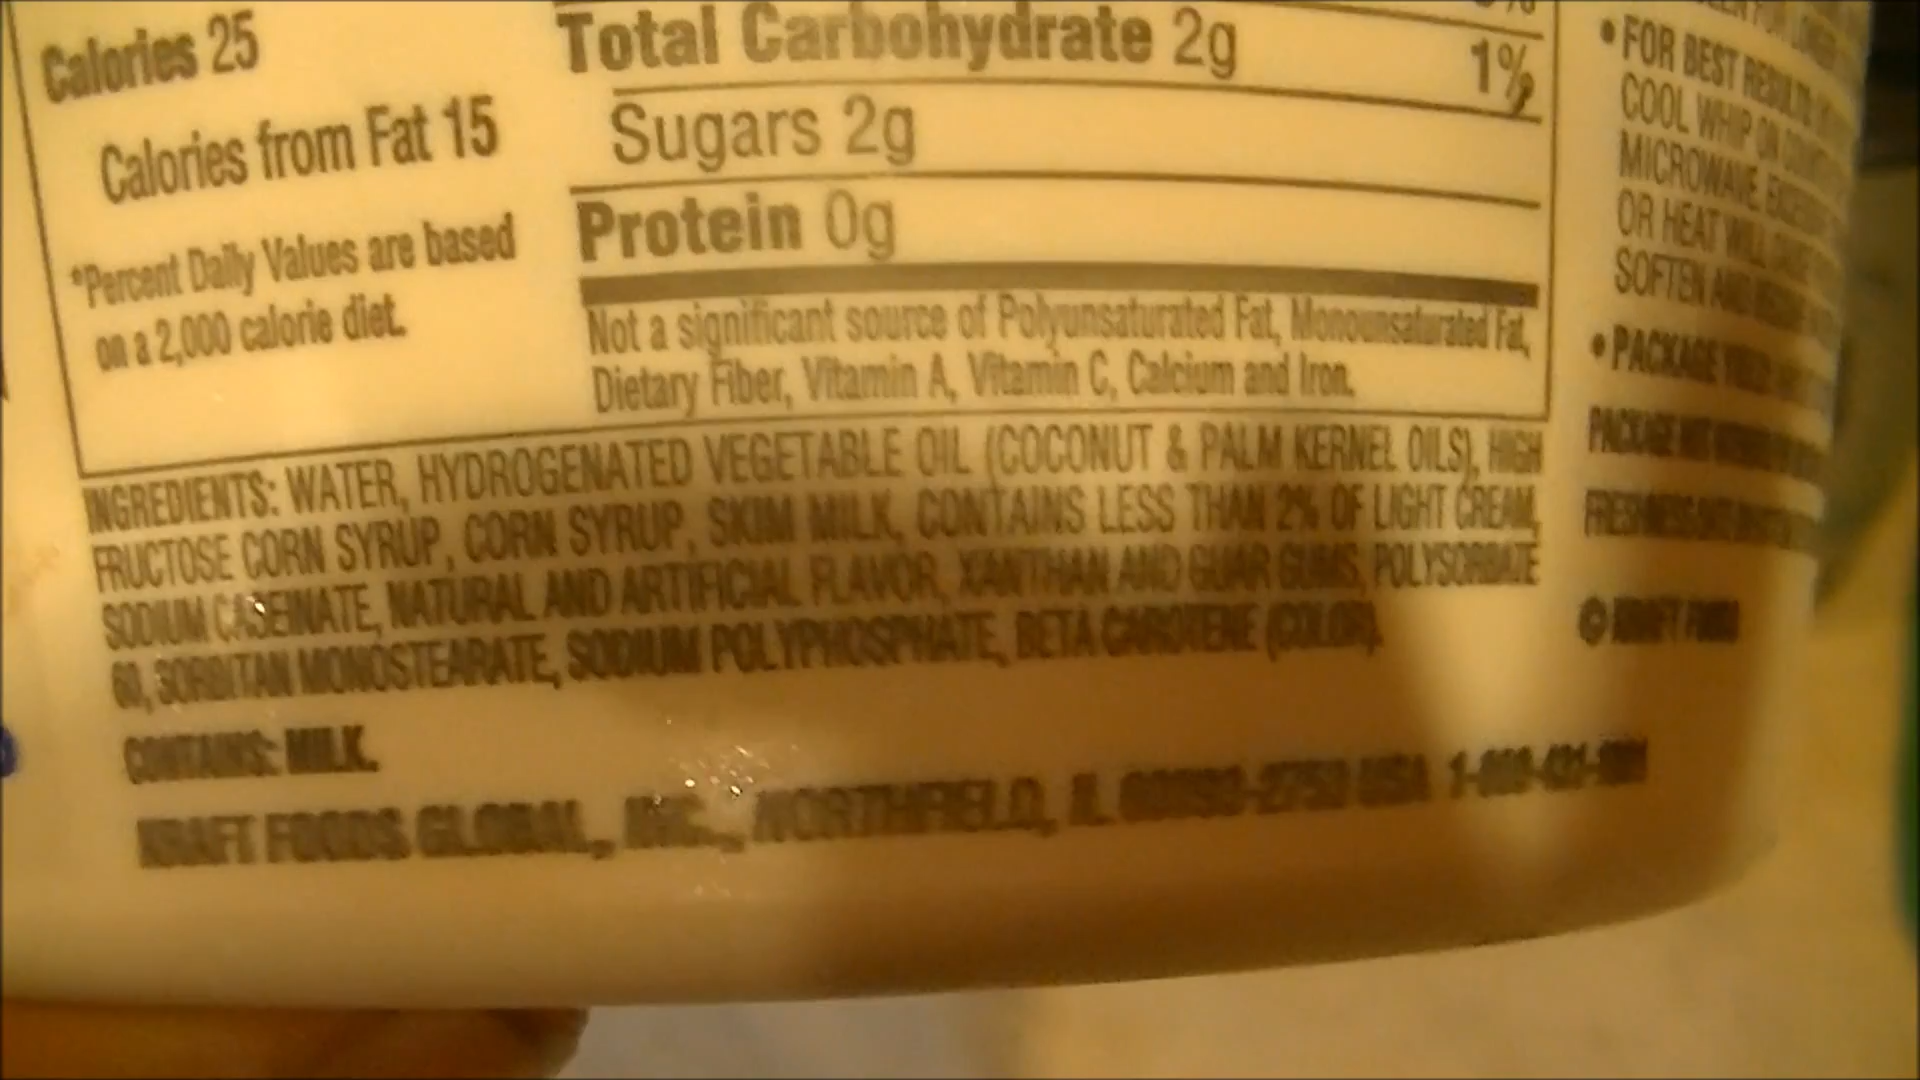 Calories 25
Calories from Fat 15
*Percent Daily Values are based
on a 2,000 calorie diet.
Total Carbohydrate 2g 1%
Sugars 2g
Protein 0g
Not a significant source of Polyunsaturated Fat, Monounsaturated Fat,
Dietary Fiber, Vitamin A, Vitamin C, Calcium and Iron.
INGREDIENTS: WATER, HYDROGENATED VEGETABLE OIL (COCONUT & PALM KERNEL OILS), HIGH
FRUCTOSE CORN SYRUP, CORN SYRUP, SKIM MILK, CONTAINS LESS THAN 2% OF LIGHT CREAM,
SODIUM CASEINATE, NATURAL AND ARTIFICIAL FLAVOR, XANTHAN AND GUAR GUMS, POLYSORBATE
60, SORBITAN MONOSTEARATE, SODIUM POLYPHOSPHATE, BETA CAROTENE (COLOR).
CONTAINS: MILK.
KRAFT FOODS GLOBAL, INC., NORTHFIELD, IL USA
• FOR BEST RESULTS
COOL WHIP ON
MICROWAVE.
OR HEAT WILL
SOFTEN AND
• PACKAGE
PACKAGE NOT
© KRAFT FOODS